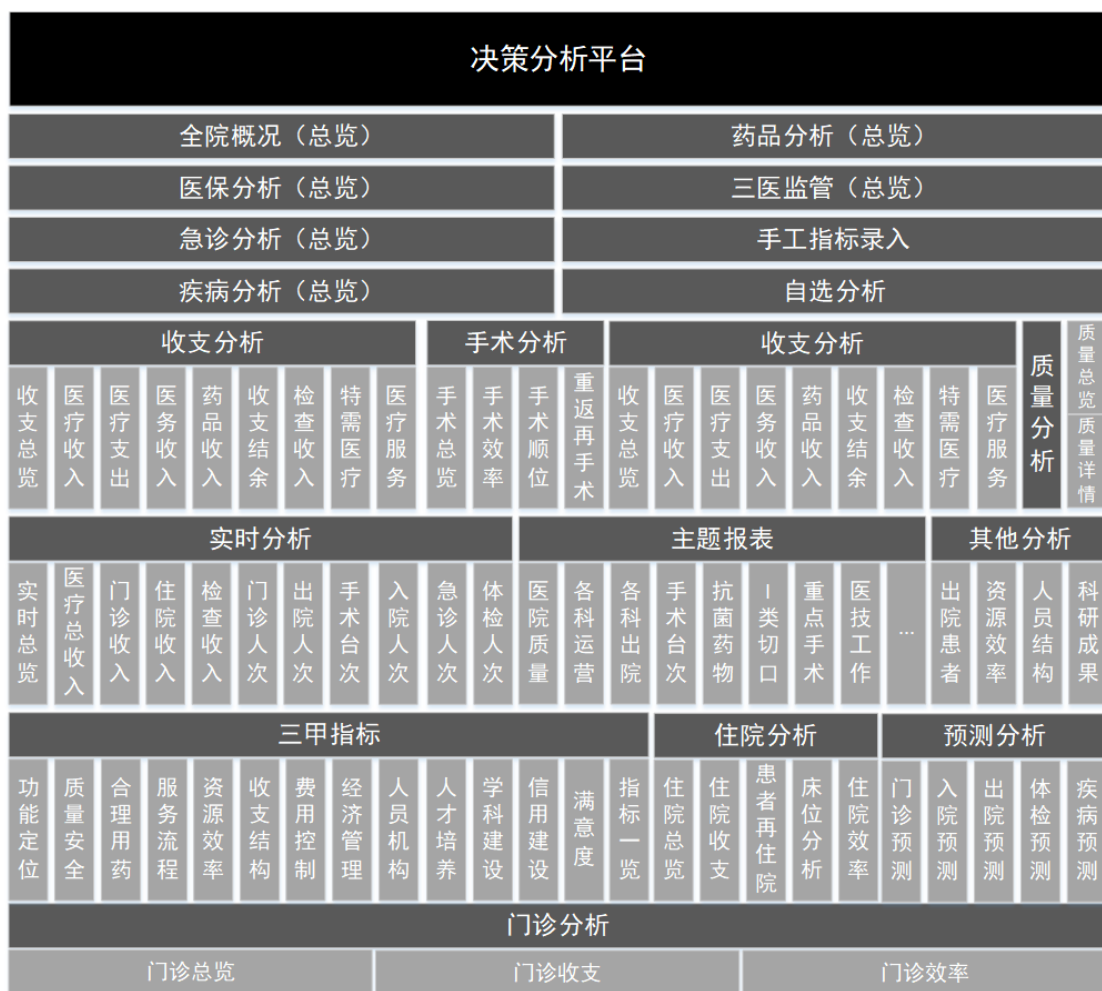 决策分析平台
全院概况（总览）
药品分析（总览）
医保分析（总览）
三医监管（总览）
急诊分析（总览）
手工指标录入
疾病分析（总览）
自选分析
收支分析
收支总览
医疗收入
医疗支出
医务收入
药品收入
收支结余
检查收入
特需医疗
医疗服务
手术分析
手术总览
手术效率
手术顺位
重返再手术
收支分析
收支总览
医疗收入
医疗支出
医务收入
药品收入
收支结余
检查收入
特需医疗
医疗服务
质量分析
质量总览
质量详情
实时分析
实时总览
医疗总收入
门诊收入
住院收入
检查收入
门诊人次
出院人次
手术台次
入院人次
急诊人次
体检人次
主题报表
医院质量
各科运营
各科出院
手术台次
抗菌药物
I类切口
重点手术
医技工作
...
其他分析
出院患者
资源效率
人员结构
科研成果
三甲指标
功能定位
质量安全
合理用药
服务流程
资源效率
收支结构
费用控制
经济管理
人员机构
人才培养
学科建设
信用建设
满意度
指标一览
住院分析
住院总览
住院收支
患者再住院
床位分析
住院效率
预测分析
门诊预测
入院预测
出院预测
体检预测
疾病预测
门诊分析
门诊总览
门诊收支
门诊效率